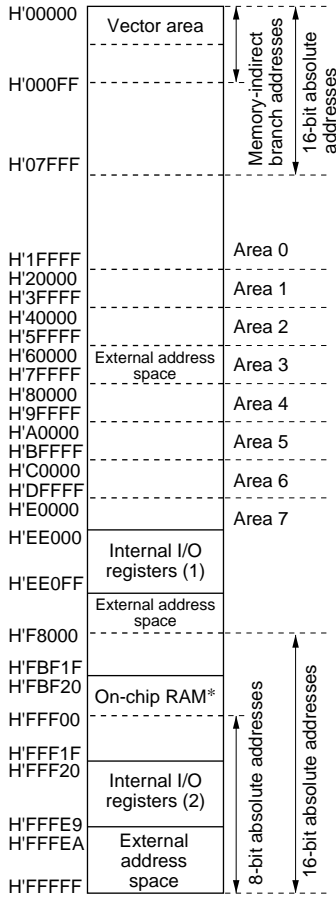 H'00000
Vector area
H'000FF
Memory-indirect
branch addresses
16-bit absolute
addresses
H'07FFF
H'1FFFF
Area 0
H'20000
H'3FFFF
Area 1
H'40000
H'5FFFF
Area 2
H'60000
H'7FFFF
External address
space
Area 3
H'80000
H'9FFFF
Area 4
H'A0000
H'BFFFF
Area 5
H'C0000
H'DFFFF
Area 6
H'E0000
Area 7
H'EE000
Internal I/O
registers (1)
H'EE0FF
External address
space
H'F8000
H'FBF1F
H'FBF20
On-chip RAM*
H'FFF00
H'FFF1F
H'FFF20
Internal I/O
registers (2)
H'FFFE9
H'FFFEA
External
address
space
H'FFFFF
8-bit absolute addresses
16-bit absolute addresses